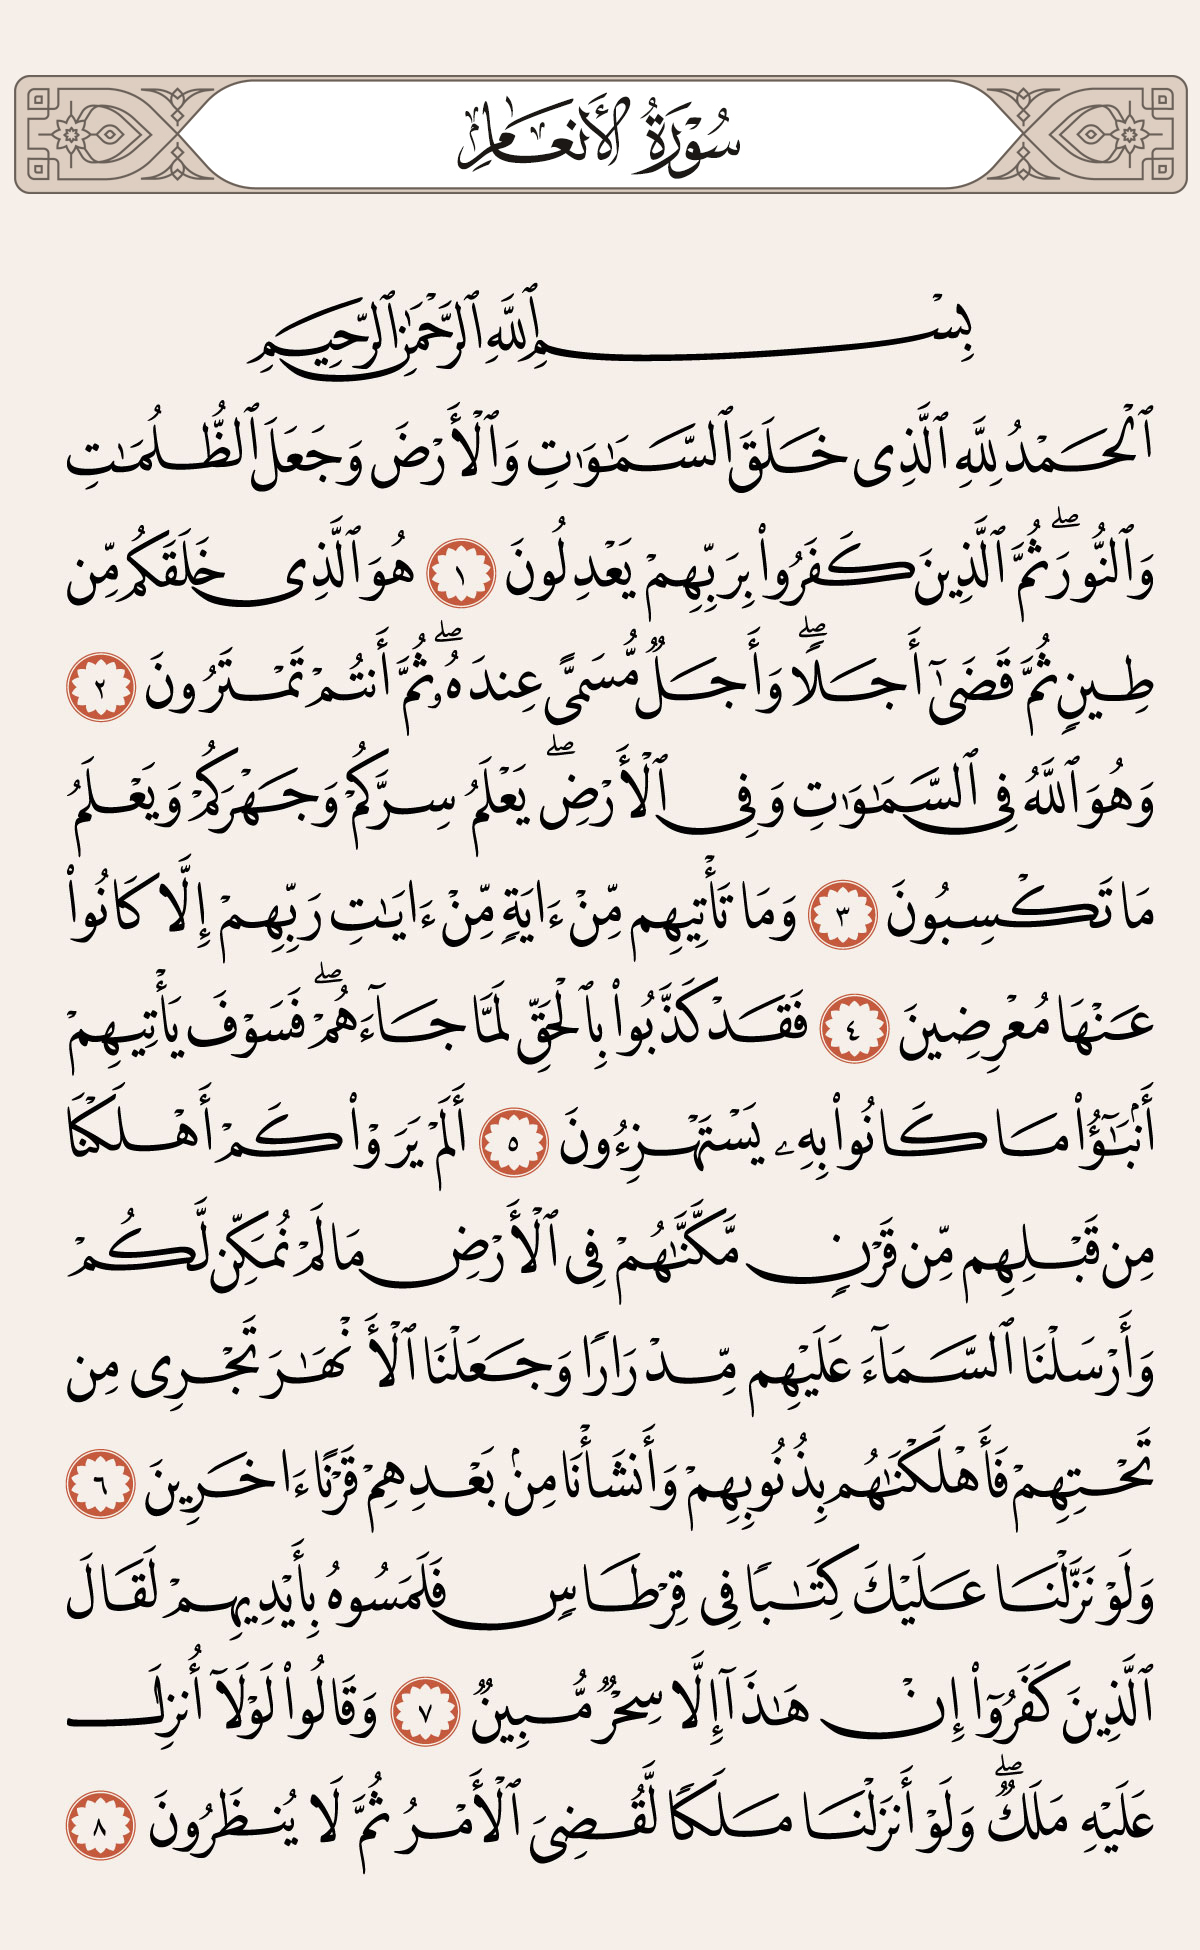 سُورَةُ الأَنْعَامِ
بِسْمِ ٱللَّهِ ٱلرَّحْمَٰنِ ٱلرَّحِيمِ
ٱلْحَمْدُ لِلَّهِ ٱلَّذِى خَلَقَ ٱلسَّمَٰوَٰتِ وَٱلْأَرْضَ وَجَعَلَ ٱلظُّلُمَٰتِ
وَٱلنُّورَ ۖ ثُمَّ ٱلَّذِينَ كَفَرُوا۟ بِرَبِّهِمْ يَعْدِلُونَ ١ هُوَ ٱلَّذِى خَلَقَكُم مِّن
طِينٍ ثُمَّ قَضَىٰٓ أَجَلًا ۖ وَأَجَلٌ مُّسَمًّى عِندَهُۥ ۖ ثُمَّ أَنتُمْ تَمْتَرُونَ ٢
وَهُوَ ٱللَّهُ فِى ٱلسَّمَٰوَٰتِ وَفِى ٱلْأَرْضِ ۖ يَعْلَمُ سِرَّكُمْ وَجَهْرَكُمْ وَيَعْلَمُ
مَا تَكْسِبُونَ ٣ وَمَا تَأْتِيهِم مِّنْ ءَايَةٍ مِّنْ ءَايَٰتِ رَبِّهِمْ إِلَّا كَانُوا۟
عَنْهَا مُعْرِضِينَ ٤ فَقَدْ كَذَّبُوا۟ بِٱلْحَقِّ لَمَّا جَآءَهُمْ ۖ فَسَوْفَ يَأْتِيهِمْ
أَنۢبَٰٓؤُا۟ مَا كَانُوا۟ بِهِۦ يَسْتَهْزِءُونَ ٥ أَلَمْ يَرَوْا۟ كَمْ أَهْلَكْنَا
مِن قَبْلِهِم مِّن قَرْنٍ مَّكَّنَّٰهُمْ فِى ٱلْأَرْضِ مَا لَمْ نُمَكِّن لَّكُمْ
وَأَرْسَلْنَا ٱلسَّمَآءَ عَلَيْهِم مِّدْرَارًا وَجَعَلْنَا ٱلْأَنْهَٰرَ تَجْرِى مِن
تَحْتِهِمْ فَأَهْلَكْنَٰهُم بِذُنُوبِهِمْ وَأَنشَأْنَا مِنۢ بَعْدِهِمْ قَرْنًا ءَاخَرِينَ ٦
وَلَوْ نَزَّلْنَا عَلَيْكَ كِتَٰبًا فِى قِرْطَاسٍ فَلَمَسُوهُ بِأَيْدِيهِمْ لَقَالَ
ٱلَّذِينَ كَفَرُوٓا۟ إِنْ هَٰذَآ إِلَّا سِحْرٌ مُّبِينٌ ٧ وَقَالُوا۟ لَوْلَآ أُنزِلَ
عَلَيْهِ مَلَكٌ ۖ وَلَوْ أَنزَلْنَا مَلَكًا لَّقُضِىَ ٱلْأَمْرُ ثُمَّ لَا يُنظَرُونَ ٨